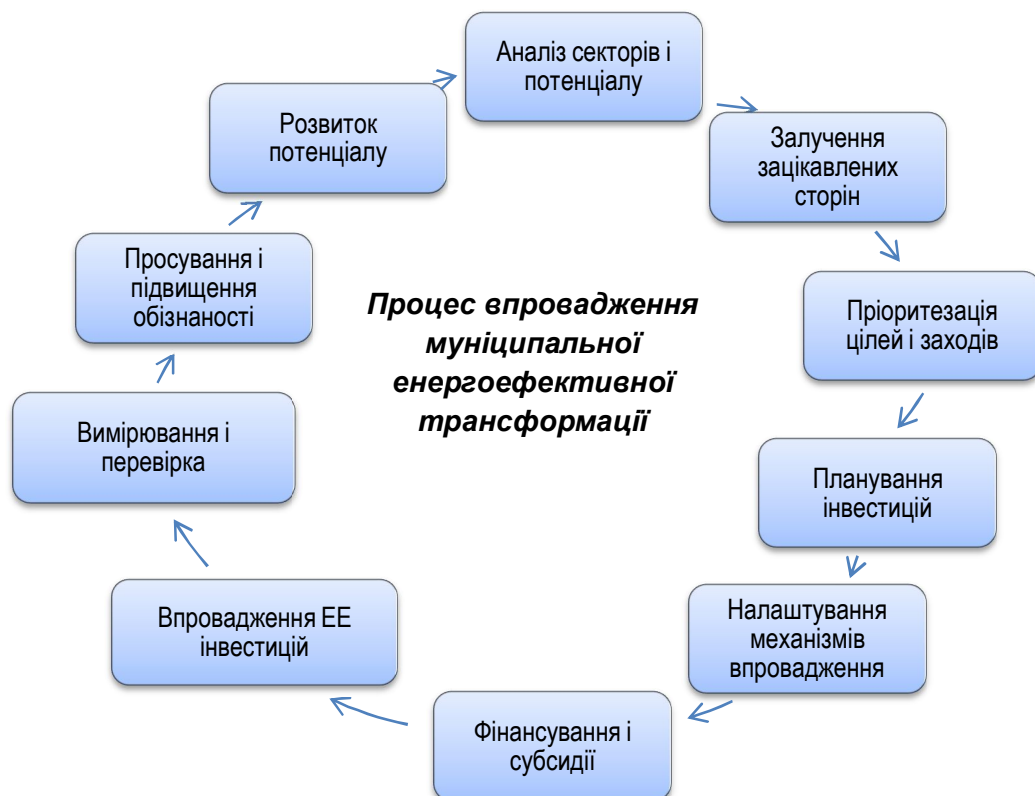 Аналіз секторів і
потенціалу
Залучення
зацікавлених
сторін
Пріоритезація
цілей і заходів
Планування
інвестицій
Налаштування
механізмів
впровадження
Фінансування і
субсидії
Впровадження ЕЕ
інвестицій
Вимірювання і
перевірка
Просування і
підвищення
обізнаності
Розвиток
потенціалу
Процес впровадження
муніципальної
енергоефективної
трансформації